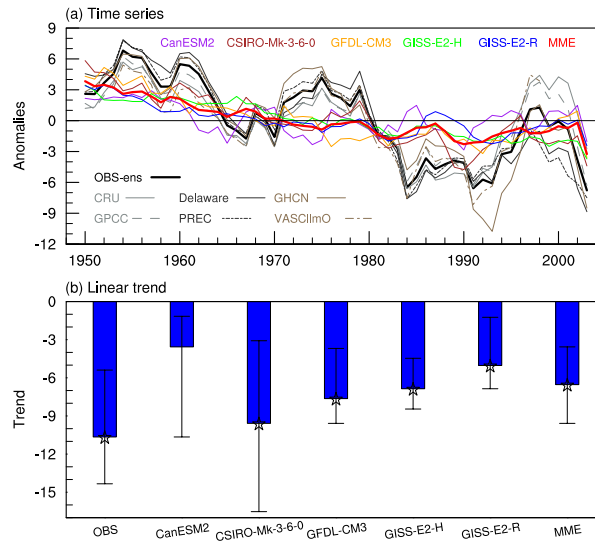 (a) Time series
CanESM2 CSIRO-Mk-3-6-0 GFDL-CM3 GISS-E2-H GISS-E2-R MME
Anomalies
9
6
3
0
-3
-6
-9
-12
OBS-ens
CRU Delaware GHCN
GPCC PREC VASClImO
1950 1960 1970 1980 1990 2000
(b) Linear trend
Trend
0
-3
-6
-9
-12
-15
OBS CanESM2 CSIRO-Mk-3-6-0 GFDL-CM3 GISS-E2-H GISS-E2-R MME